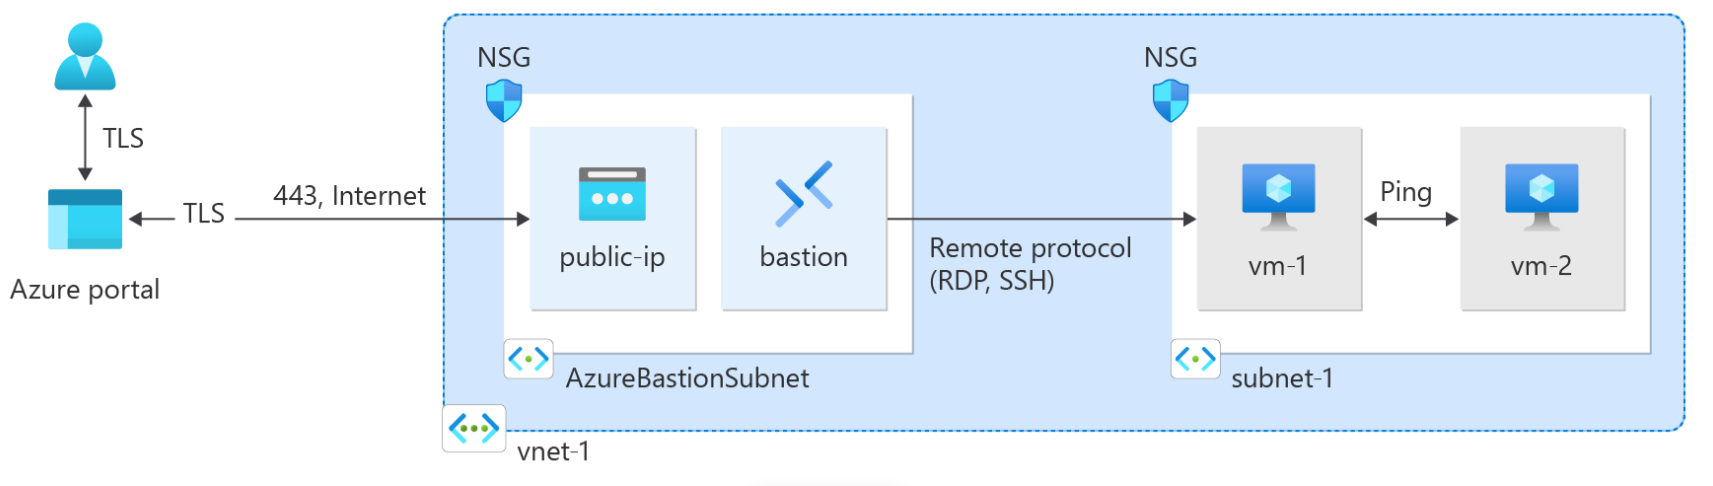 NSG
NSG
TLS
443, Internet
TLS
Ping
public-ip
bastion
Remote protocol
(RDP, SSH)
vm-1
vm-2
Azure portal
AzureBastionSubnet
subnet-1
vnet-1